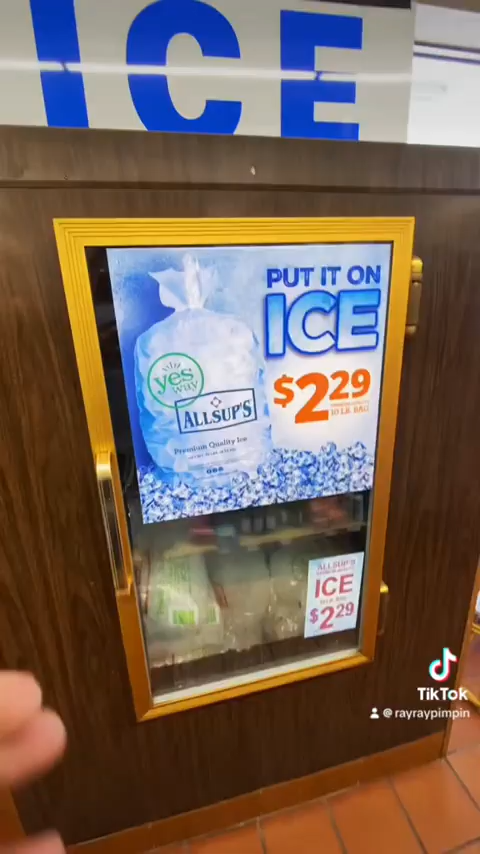 ICE
PUT IT ON
ICE
$2 29
10 LB. BAG
yes
way
ALLSUP'S
Premium Quality Ice
ALLSUP'S
ICE
$2 29
TikTok
@rayraypimpin